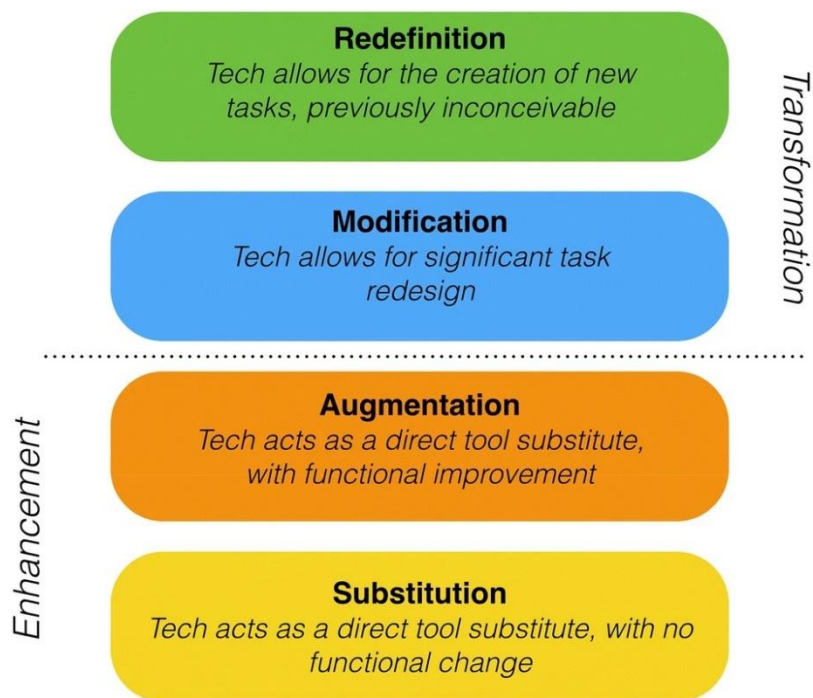 Redefinition
Tech allows for the creation of new
tasks, previously inconceivable
Transformation
Modification
Tech allows for significant task
redesign
Augmentation
Tech acts as a direct tool substitute,
with functional improvement
Enhancement
Substitution
Tech acts as a direct tool substitute, with no
functional change